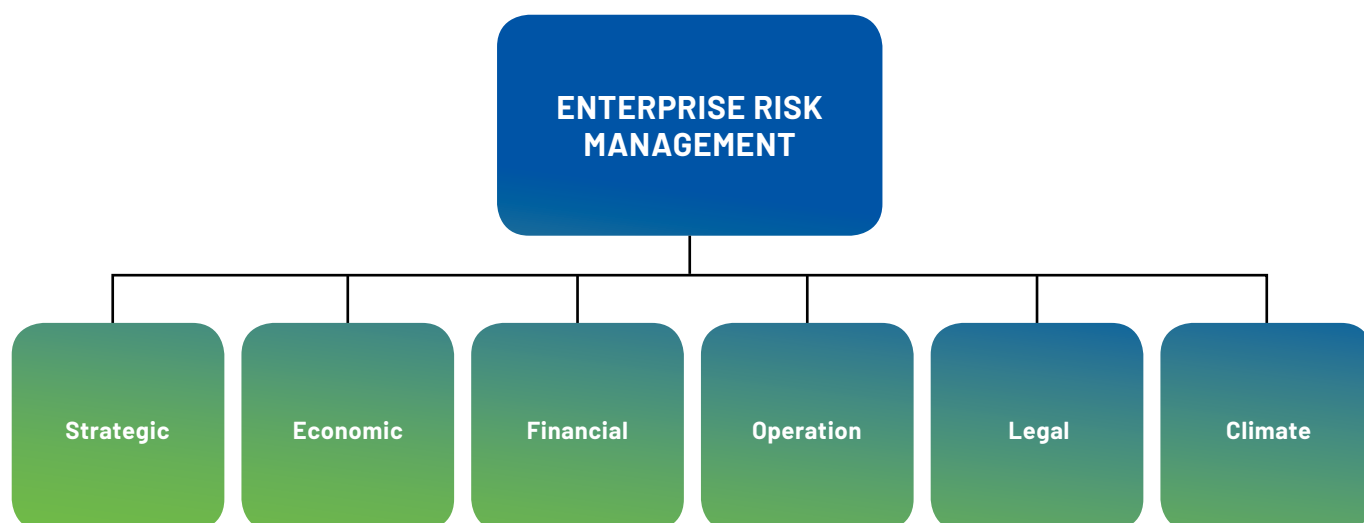 ENTERPRISE RISK
MANAGEMENT
Strategic
Economic
Financial
Operation
Legal
Climate